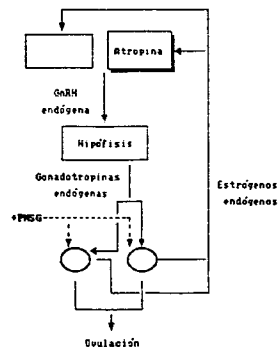 Atropina
GnRH
endógena
Hipófisis
Gonadotropinas
endógenas
Estrógenos
endógenos
+PMSG
Ovulación